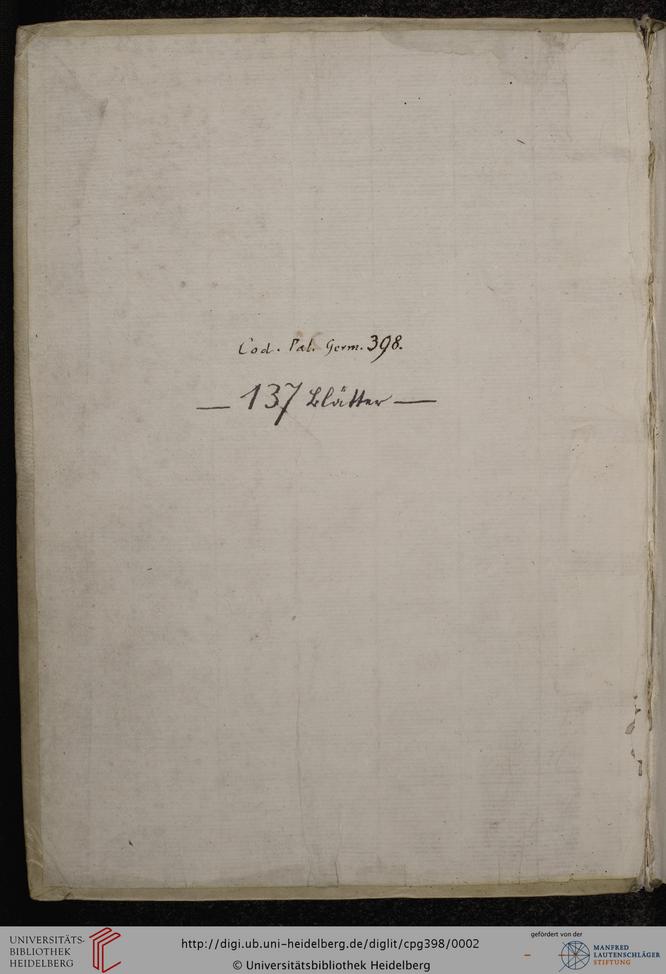 Cod. Pal. Germ. 398.
— 137 Blätter —
UNIVERSITÄTS-
BIBLIOTHEK
HEIDELBERG
http://digi.ub.uni-heidelberg.de/diglit/cpg398/0002
© Universitätsbibliothek Heidelberg
gefördert von der
MANFRED
LAUTENSCHLÄGER
STIFTUNG